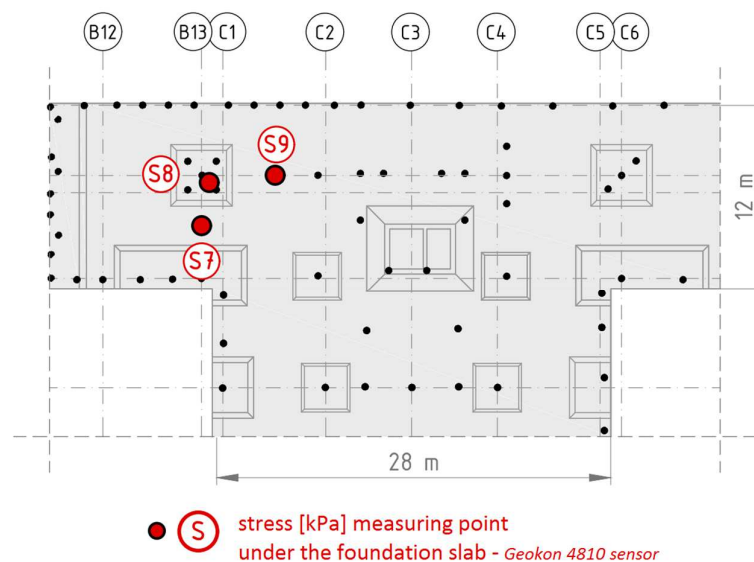 B12 B13 C1 C2 C3 C4 C5 C6
S9
S8
S7
12 m
28 m
S stress [kPa] measuring point
under the foundation slab - Geokon 4810 sensor